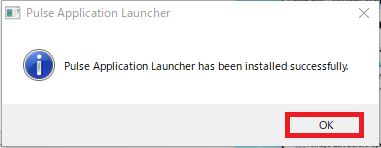 Pulse Application Launcher
Pulse Application Launcher has been installed successfully.
OK